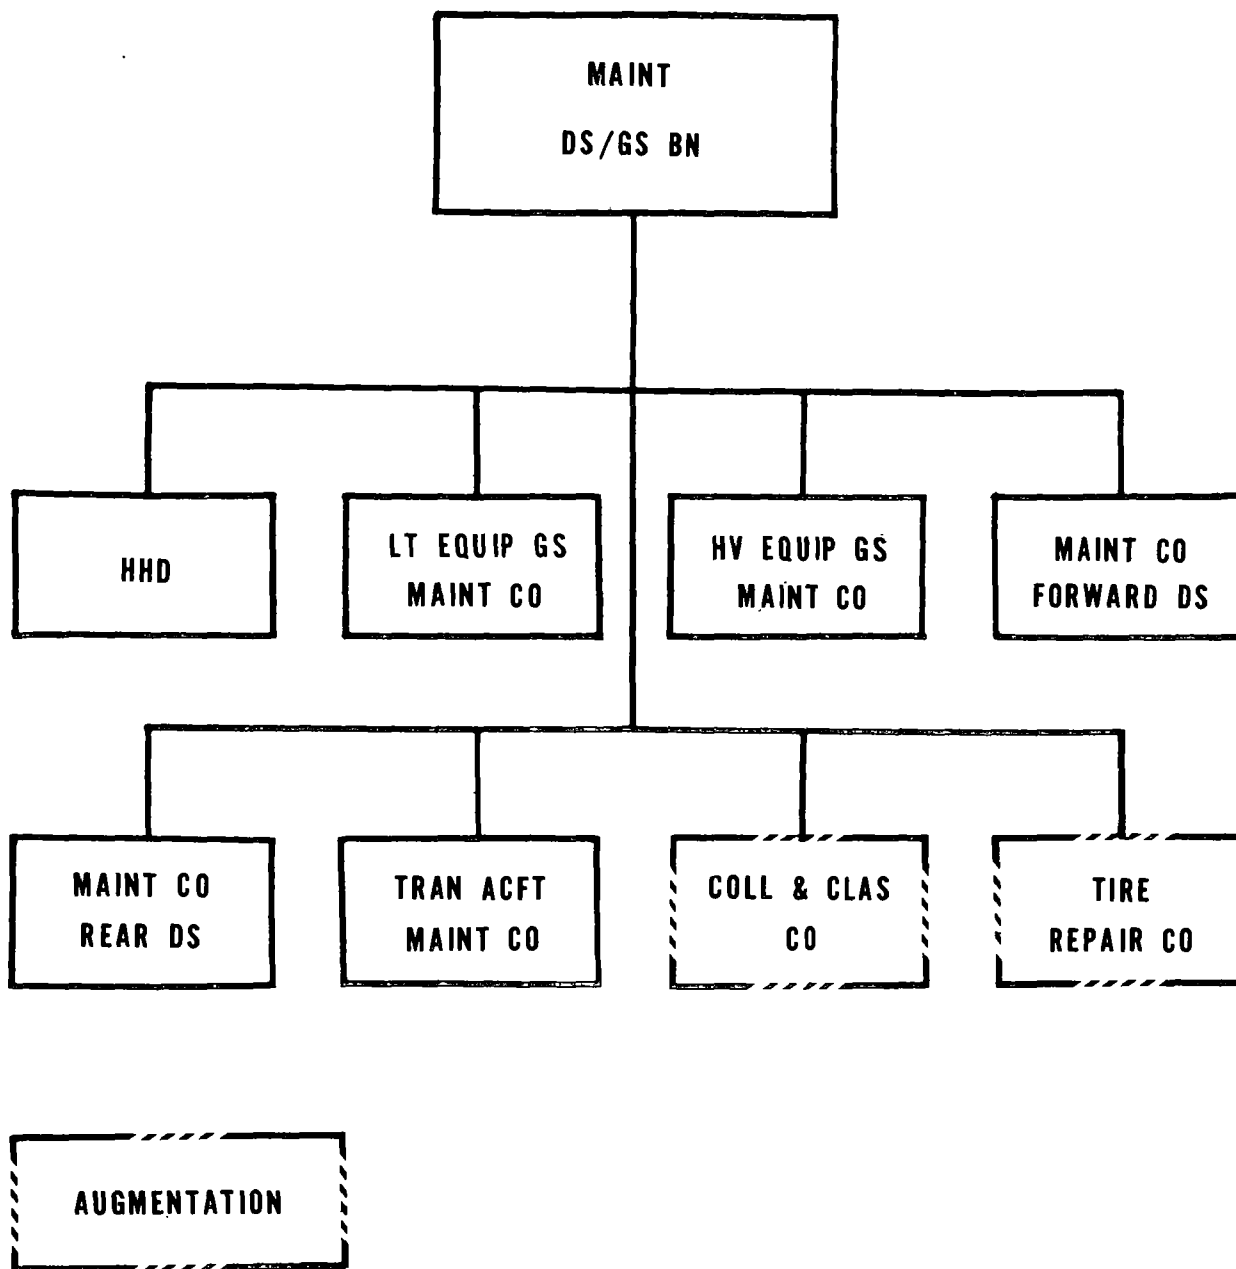 MAINT
DS/GS BN
HHD
LT EQUIP GS
MAINT CO
HV EQUIP GS
MAINT CO
MAINT CO
FORWARD DS
MAINT CO
REAR DS
TRAN ACFT
MAINT CO
COLL & CLAS
CO
TIRE
REPAIR CO
AUGMENTATION